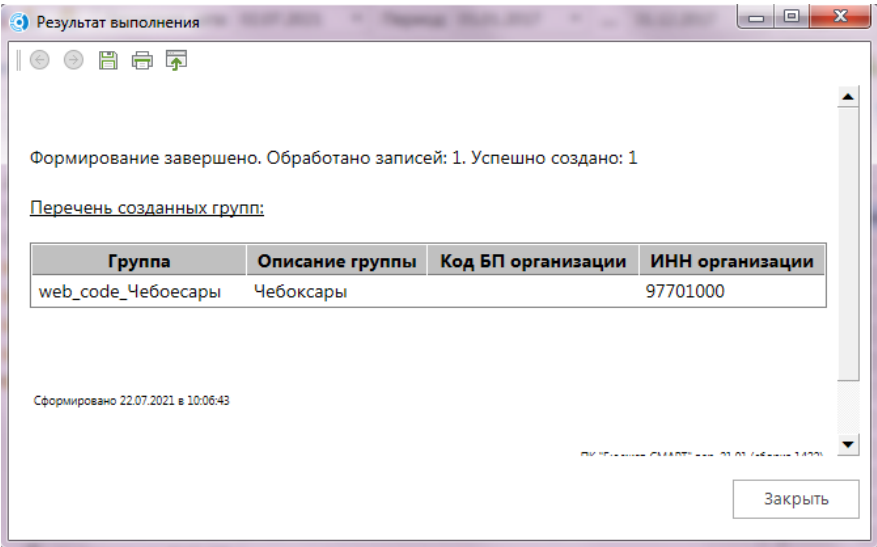 Результат выполнения
Формирование завершено. Обработано записей: 1. Успешно создано: 1
Перечень созданных групп:
Группа Описание группы Код БП организации ИНН организации
web_code_Чебоесары Чебоксары 97701000
Сформировано 22.07.2021 в 10:06:43
Закрыть